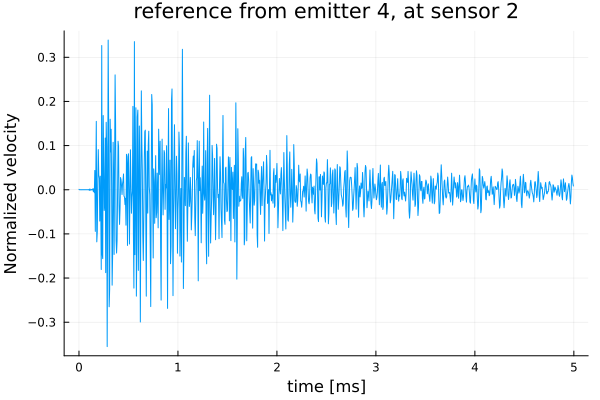 reference from emitter 4, at sensor 2
Normalized velocity
0.3
0.2
0.1
0.0
−0.1
−0.2
−0.3
0 1 2 3 4 5
time [ms]